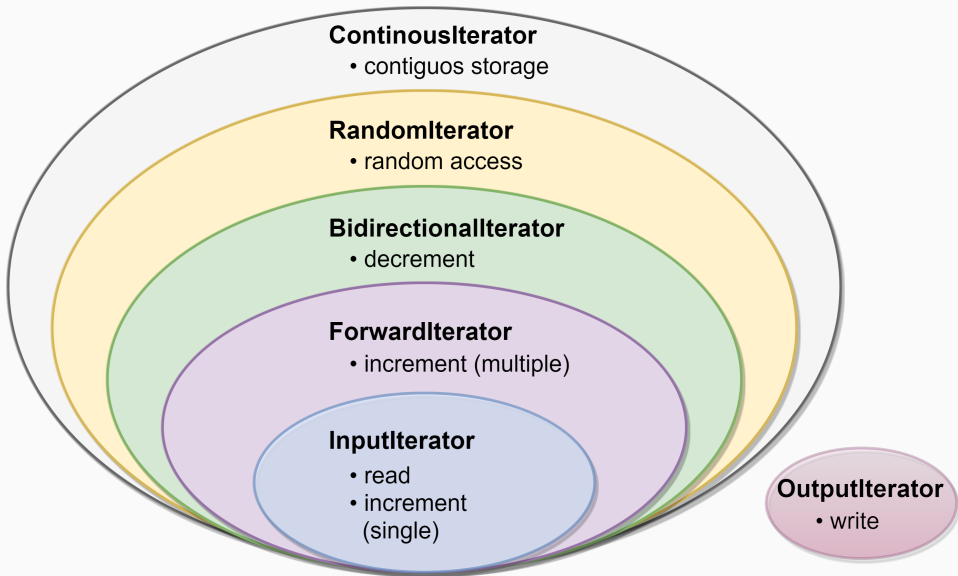 ContinousIterator
• contiguos storage
RandomIterator
• random access
BidirectionalIterator
• decrement
ForwardIterator
• increment (multiple)
InputIterator
• read
• increment
(single)
OutputIterator
• write